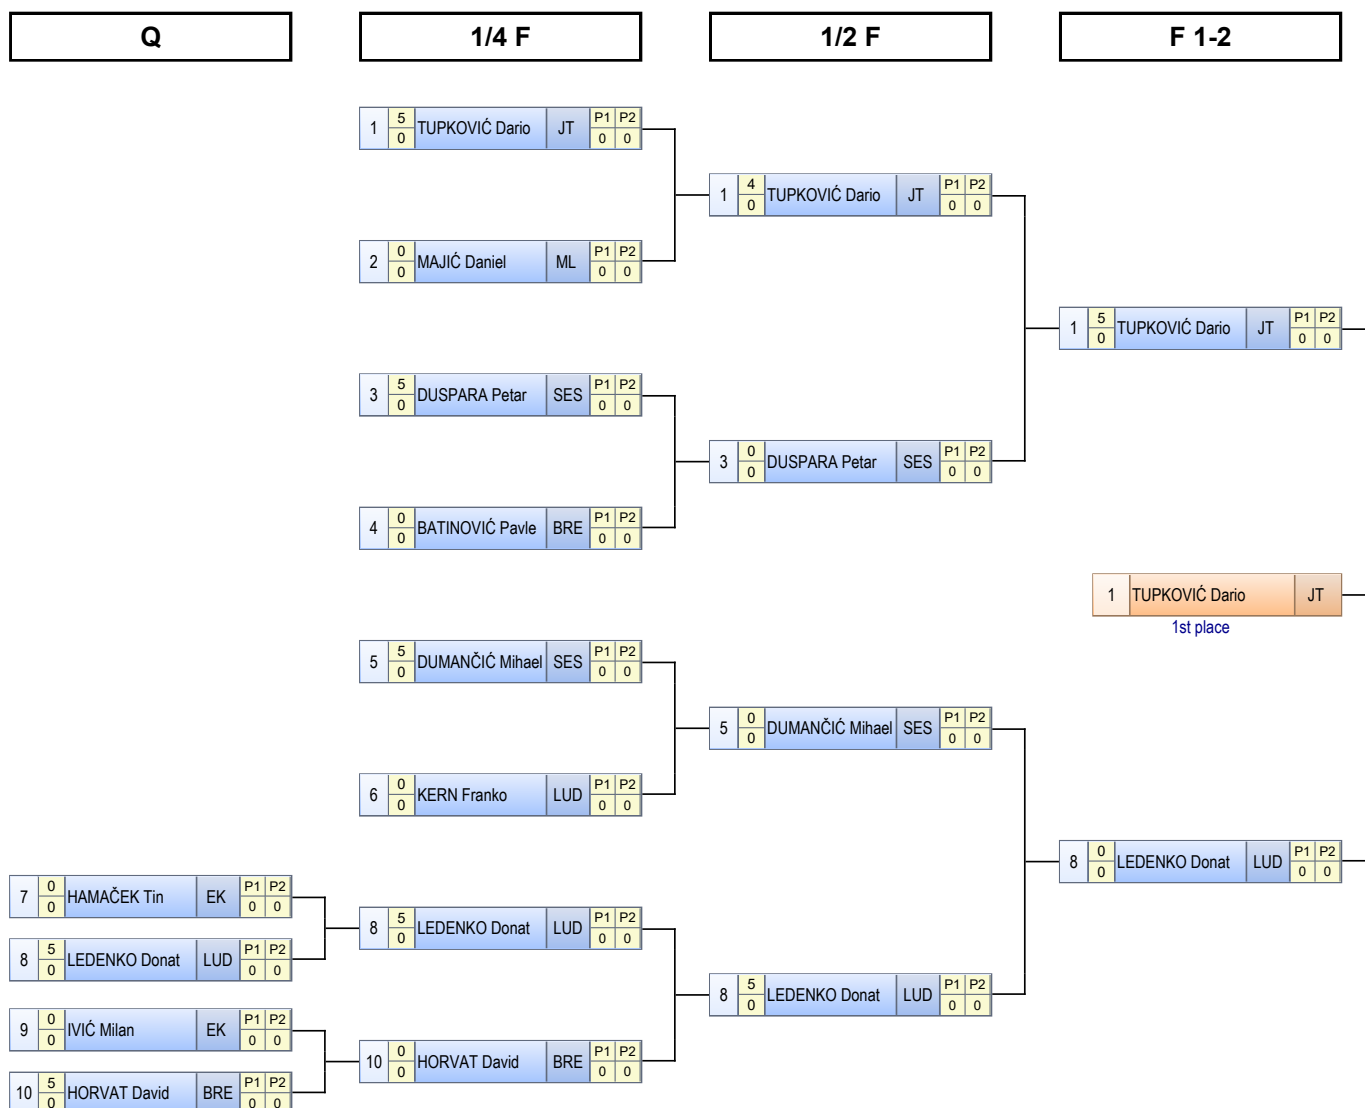 Q 1/4 F 1/2 F F 1-2
5 P1 P2
1 TUPKOVIĆ Dario JT
0 0 0
4 P1 P2
1 TUPKOVIĆ Dario JT
0 0 0
0 P1 P2
2 MAJIĆ Daniel ML
0 0 0
5 P1 P2
1 TUPKOVIĆ Dario JT
0 0 0
5 P1 P2
3 DUSPARA Petar SES
0 0 0
0 P1 P2
3 DUSPARA Petar SES
0 0 0
0 P1 P2
4 BATINOVIĆ Pavle BRE
0 0 0
1 TUPKOVIĆ Dario JT
1st place
5 P1 P2
5 DUMANČIĆ Mihael SES
0 0 0
0 P1 P2
5 DUMANČIĆ Mihael SES
0 0 0
0 P1 P2
6 KERN Franko LUD
0 0 0
0 P1 P2
8 LEDENKO Donat LUD
0 0 0
0 P1 P2
7 HAMAČEK Tin EK
0 0 0
5 P1 P2
8 LEDENKO Donat LUD
0 0 0
5 P1 P2
8 LEDENKO Donat LUD
0 0 0
5 P1 P2
8 LEDENKO Donat LUD
0 0 0
0 P1 P2
9 IVIĆ Milan EK
0 0 0
0 P1 P2
10 HORVAT David BRE
0 0 0
5 P1 P2
10 HORVAT David BRE
0 0 0